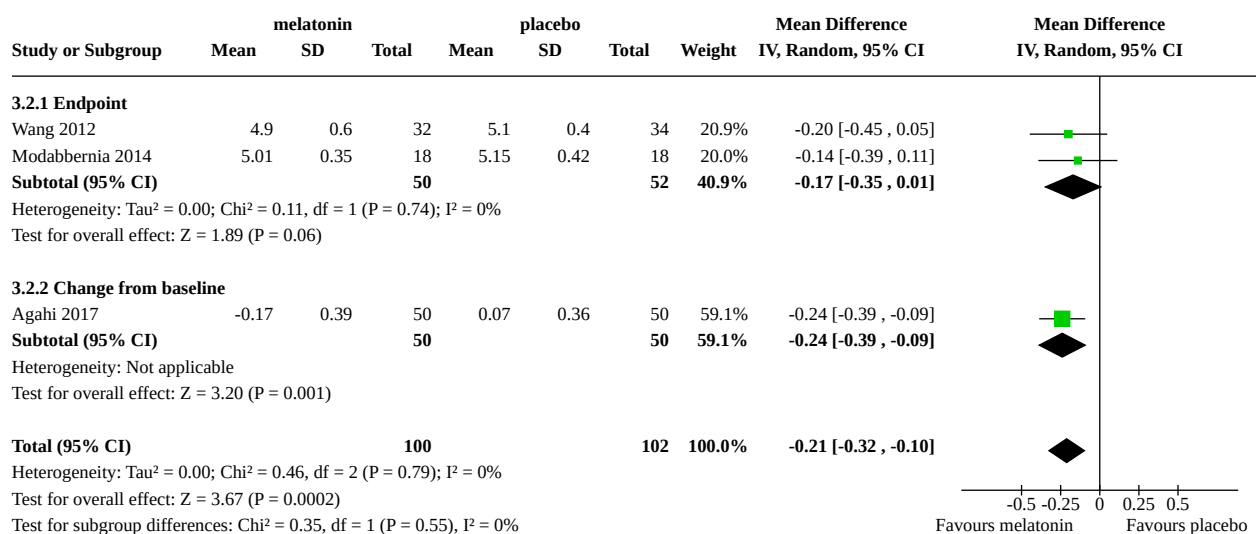 melatonin placebo Mean Difference Mean Difference
Study or Subgroup Mean SD Total Mean SD Total Weight IV, Random, 95% CI IV, Random, 95% CI
3.2.1 Endpoint
Wang 2012 4.9 0.6 32 5.1 0.4 34 20.9% -0.20 [-0.45 , 0.05]
Modabbernia 2014 5.01 0.35 18 5.15 0.42 18 20.0% -0.14 [-0.39 , 0.11]
Subtotal (95% CI) 50 52 40.9% -0.17 [-0.35 , 0.01]
Heterogeneity: Tau² = 0.00; Chi² = 0.11, df = 1 (P = 0.74); I² = 0%
Test for overall effect: Z = 1.89 (P = 0.06)
3.2.2 Change from baseline
Agahi 2017 -0.17 0.39 50 0.07 0.36 50 59.1% -0.24 [-0.39 , -0.09]
Subtotal (95% CI) 50 50 59.1% -0.24 [-0.39 , -0.09]
Heterogeneity: Not applicable
Test for overall effect: Z = 3.20 (P = 0.001)
Total (95% CI) 100 102 100.0% -0.21 [-0.32 , -0.10]
Heterogeneity: Tau² = 0.00; Chi² = 0.46, df = 2 (P = 0.79); I² = 0%
Test for overall effect: Z = 3.67 (P = 0.0002)
-0.5 -0.25 0 0.25 0.5
Test for subgroup differences: Chi² = 0.35, df = 1 (P = 0.55), I² = 0%
Favours melatonin Favours placebo